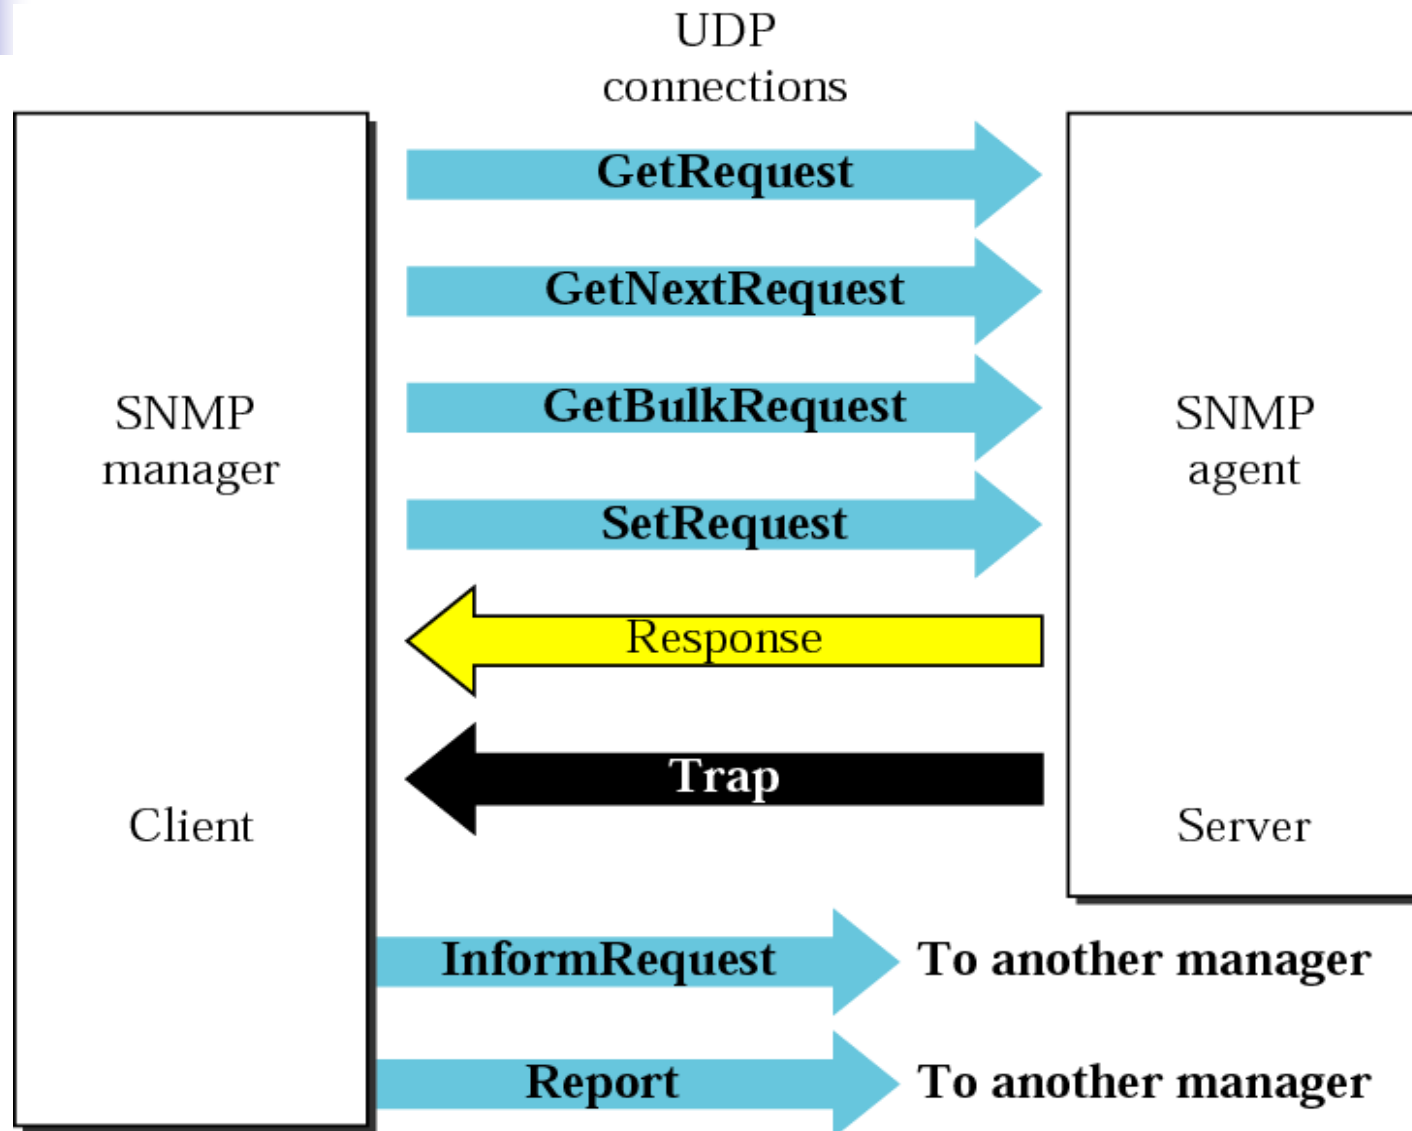 UDP
connections
GetRequest
GetNextRequest
GetBulkRequest
SetRequest
SNMP
manager
SNMP
agent
Response
Trap
Client
Server
InformRequest
To another manager
Report
To another manager